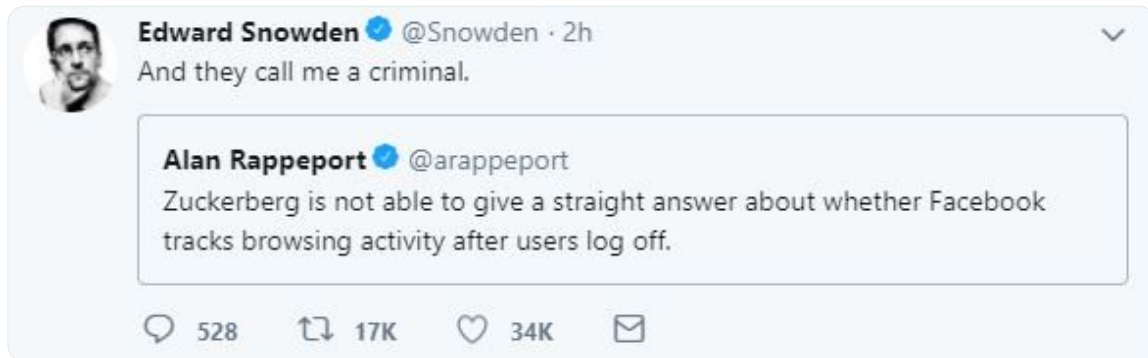 Edward Snowden @Snowden · 2h
And they call me a criminal.
Alan Rappeport @arappeport
Zuckerberg is not able to give a straight answer about whether Facebook
tracks browsing activity after users log off.
528 17K 34K